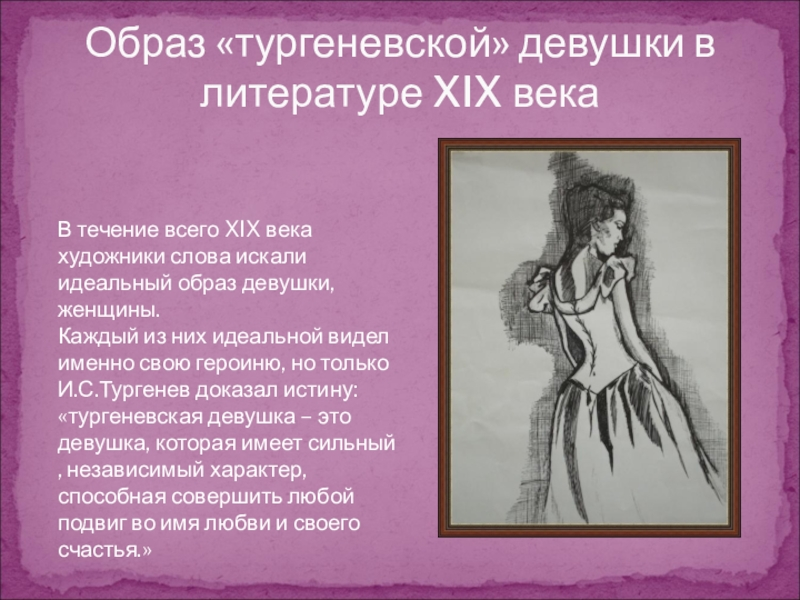 Образ «тургеневской» девушки в
литературе XIX века
В течение всего XIX века
художники слова искали
идеальный образ девушки,
женщины.
Каждый из них идеальной видел
именно свою героиню, но только
И.С.Тургенев доказал истину:
«тургеневская девушка – это
девушка, которая имеет сильный
, независимый характер,
способная совершить любой
подвиг во имя любви и своего
счастья.»